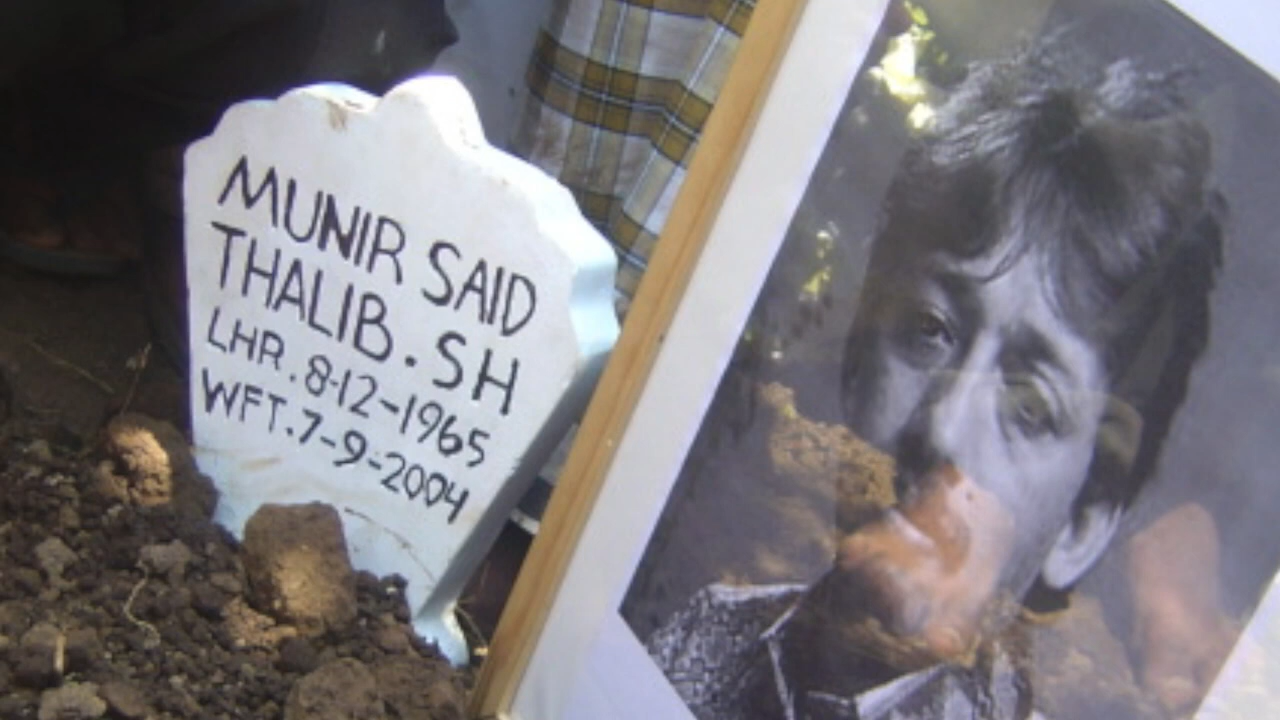 MUNIR SAID
THALIB. SH
LHR. 8-12-1965
WFT. 7-9-2004